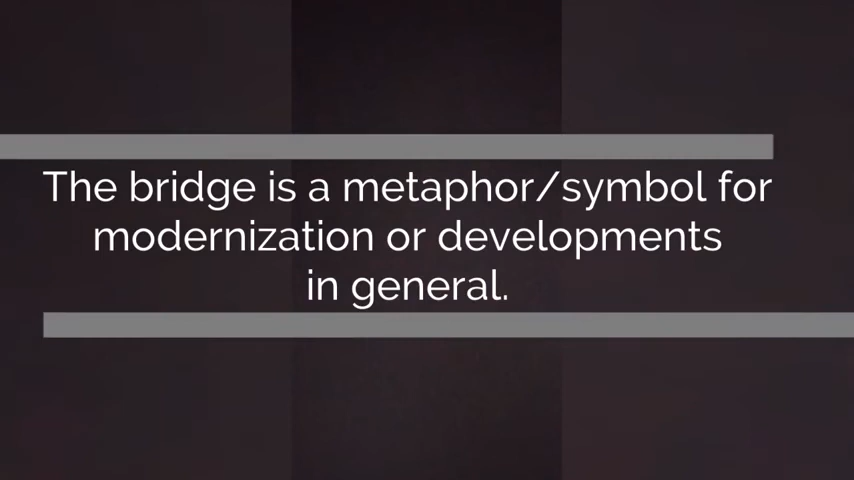 The bridge is a metaphor/symbol for
modernization or developments
in general.